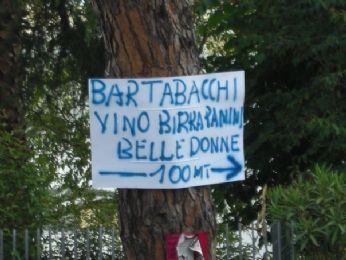 BAR TABACCHI
VINO BIRRA PANINI
BELLE DONNE
100 MT